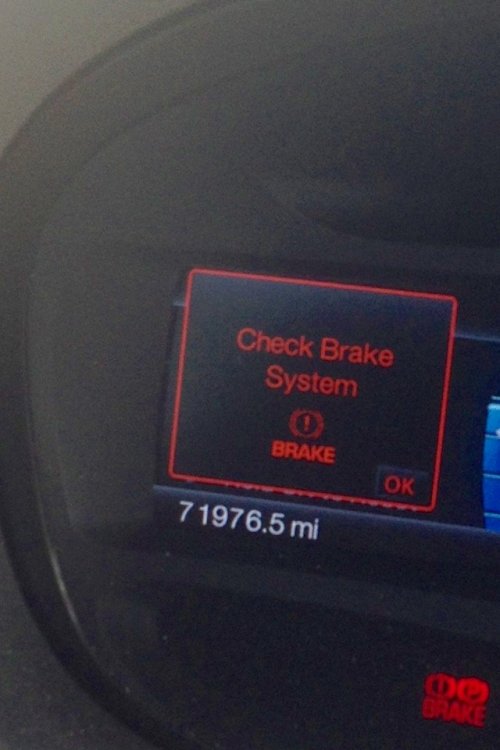 Check Brake
System
BRAKE
OK
71976.5 mi
BRAKE